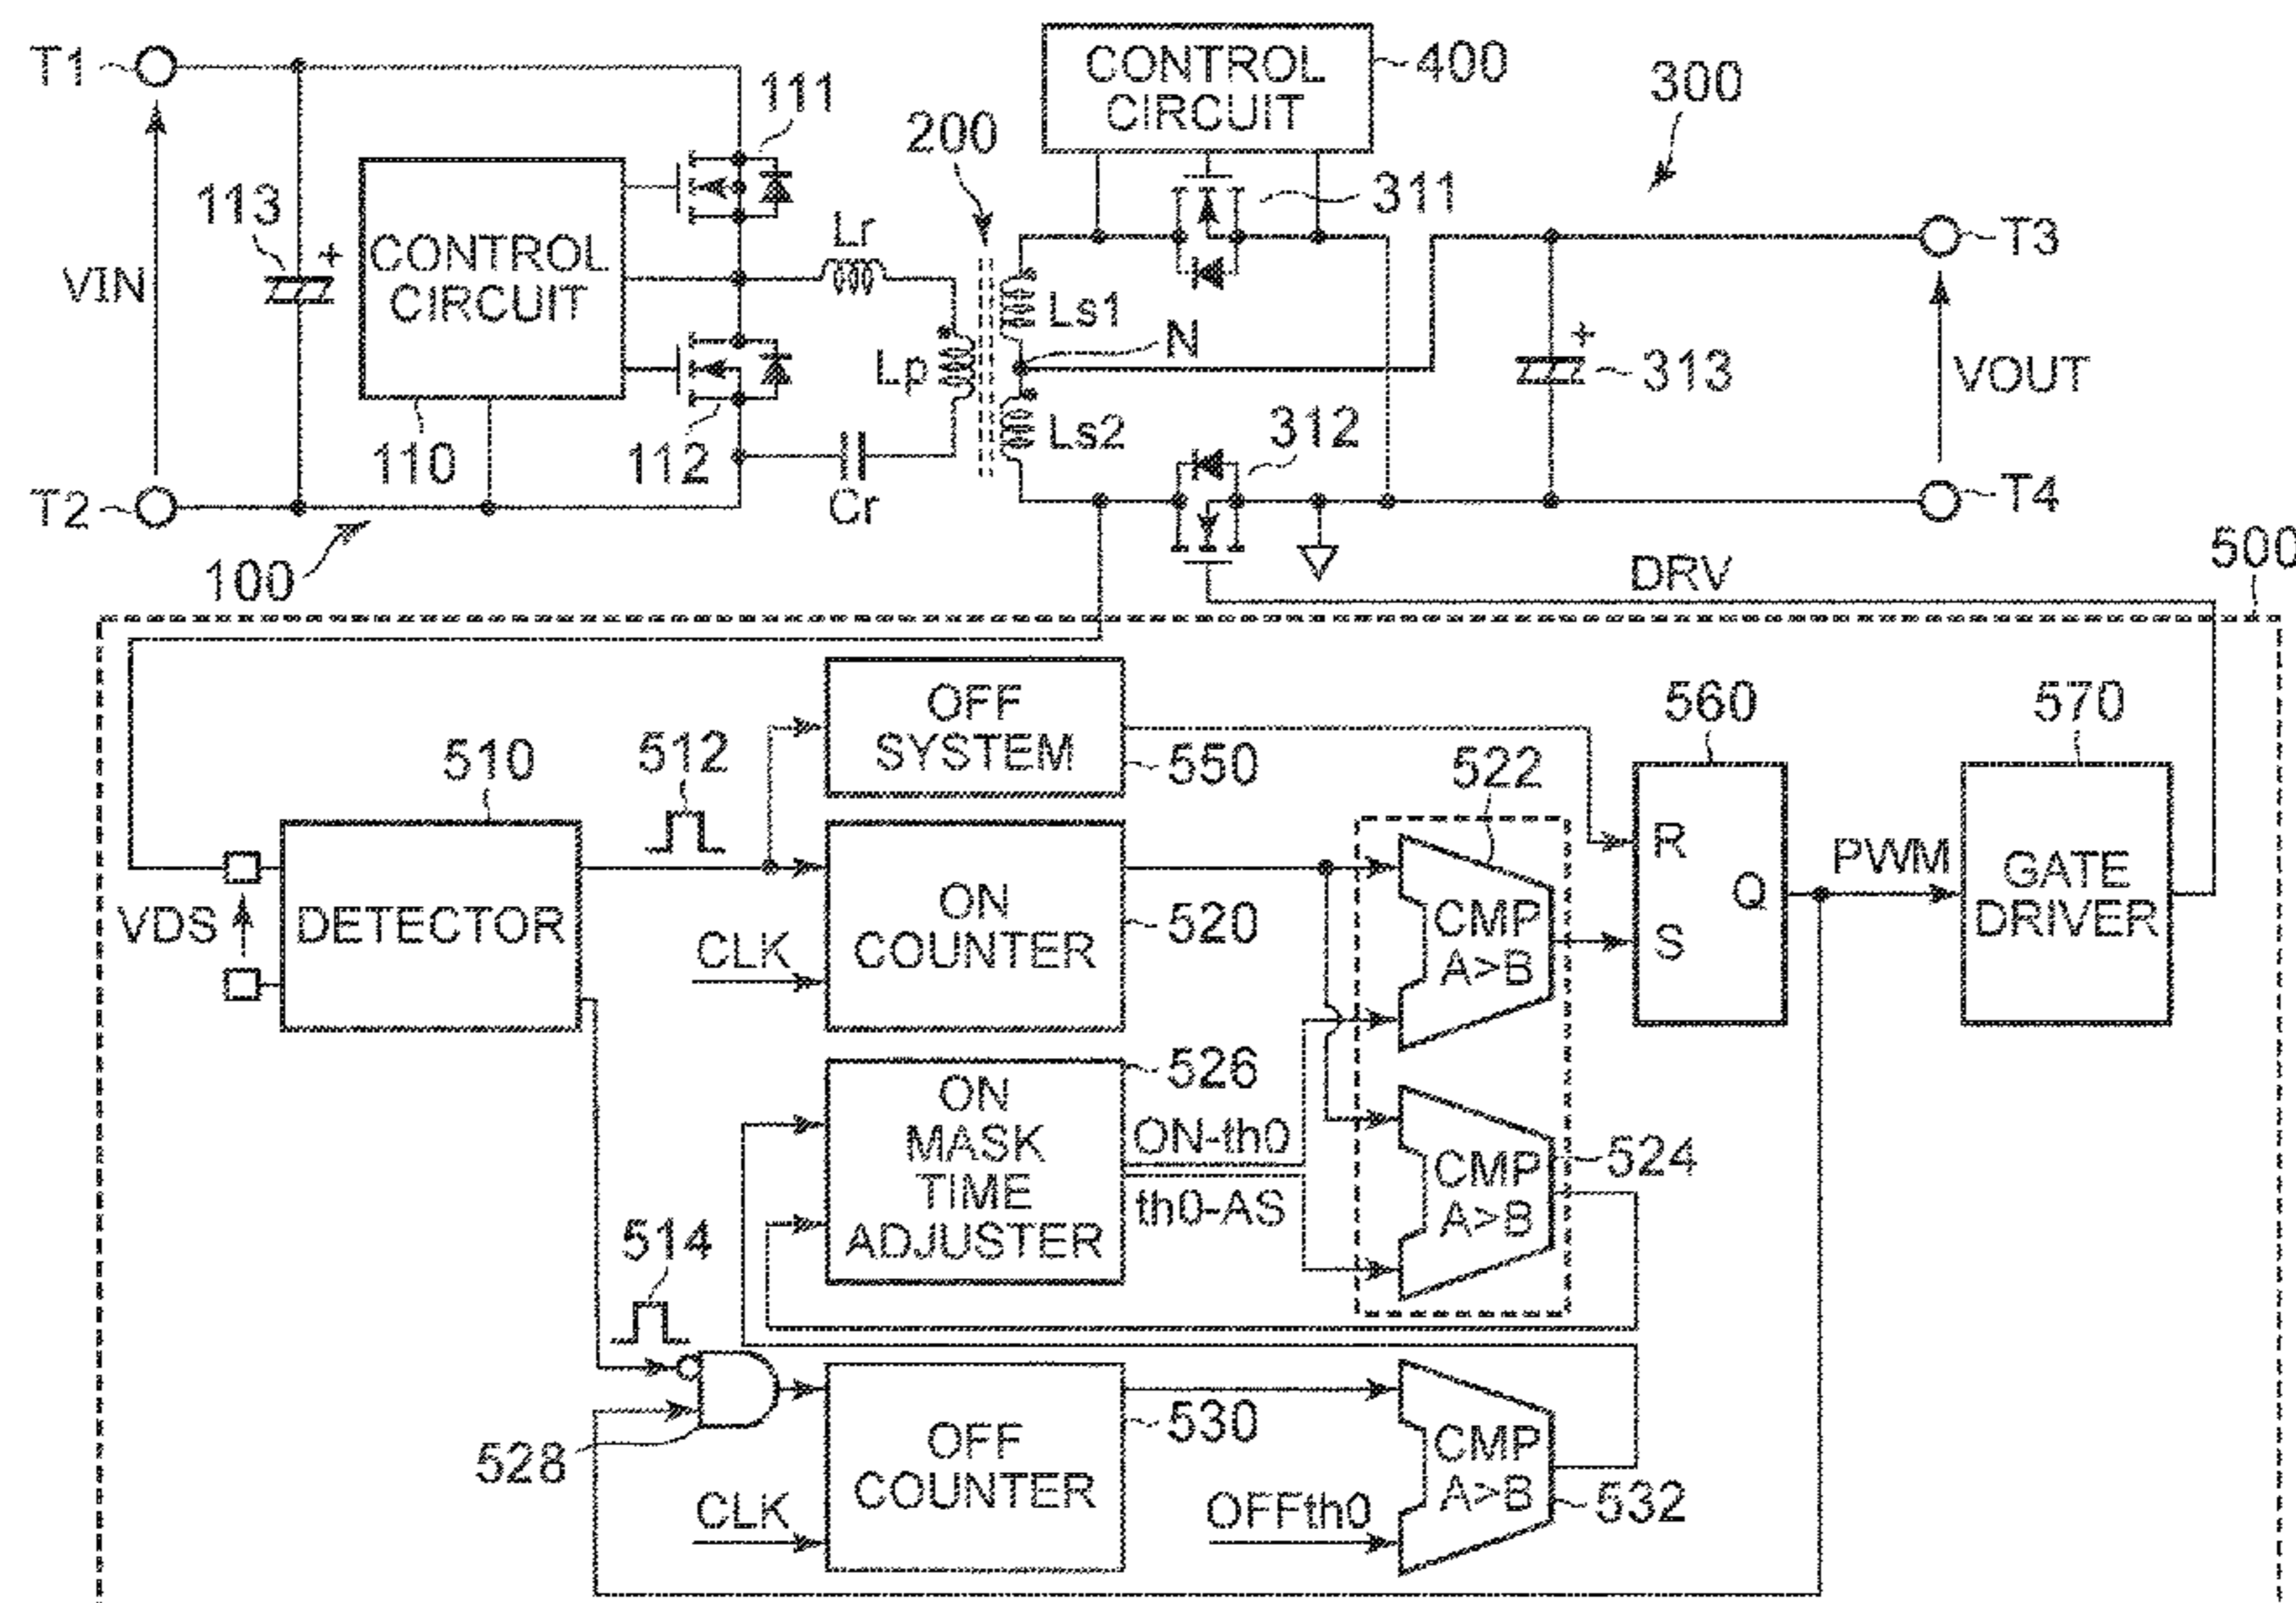 T1
111
CONTROL
CIRCUIT
400
300
200
113
+
VIN
CONTROL
CIRCUIT
Lr
311
T3
Ls1
N
+
Lp
313
VOUT
Ls2
312
110
112
Cr
T2
T4
100
DRV
500
OFF
SYSTEM
550
510
512
522
560
570
DETECTOR
VDS
ON
COUNTER
520
CLK
CMP
A>B
R
S
Q
PWM
GATE
DRIVER
526
ON
MASK
TIME
ADJUSTER
ON-th0
th0-AS
CMP
A>B
524
514
528
OFF
COUNTER
530
CLK
OFFth0
CMP
A>B
532